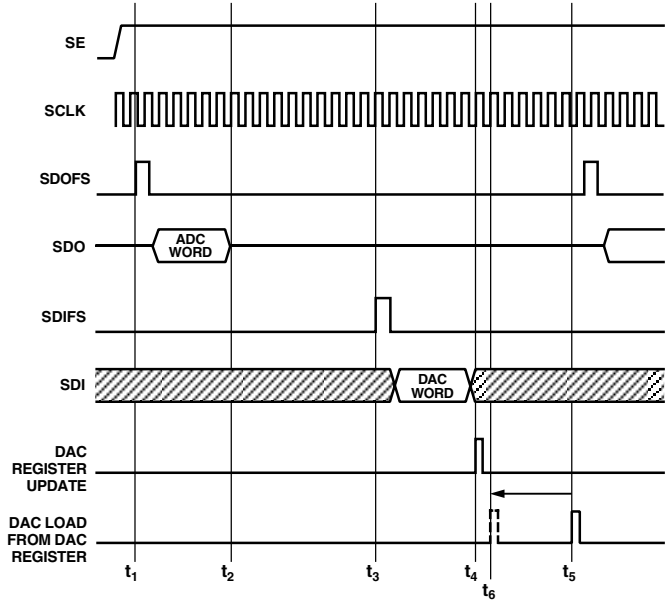 SE
SCLK
SDOFS
SDO
ADC
WORD
SDIFS
SDI
DAC
WORD
DAC
REGISTER
UPDATE
DAC LOAD
FROM DAC
REGISTER
t1
t2
t3
t4
t5
t6